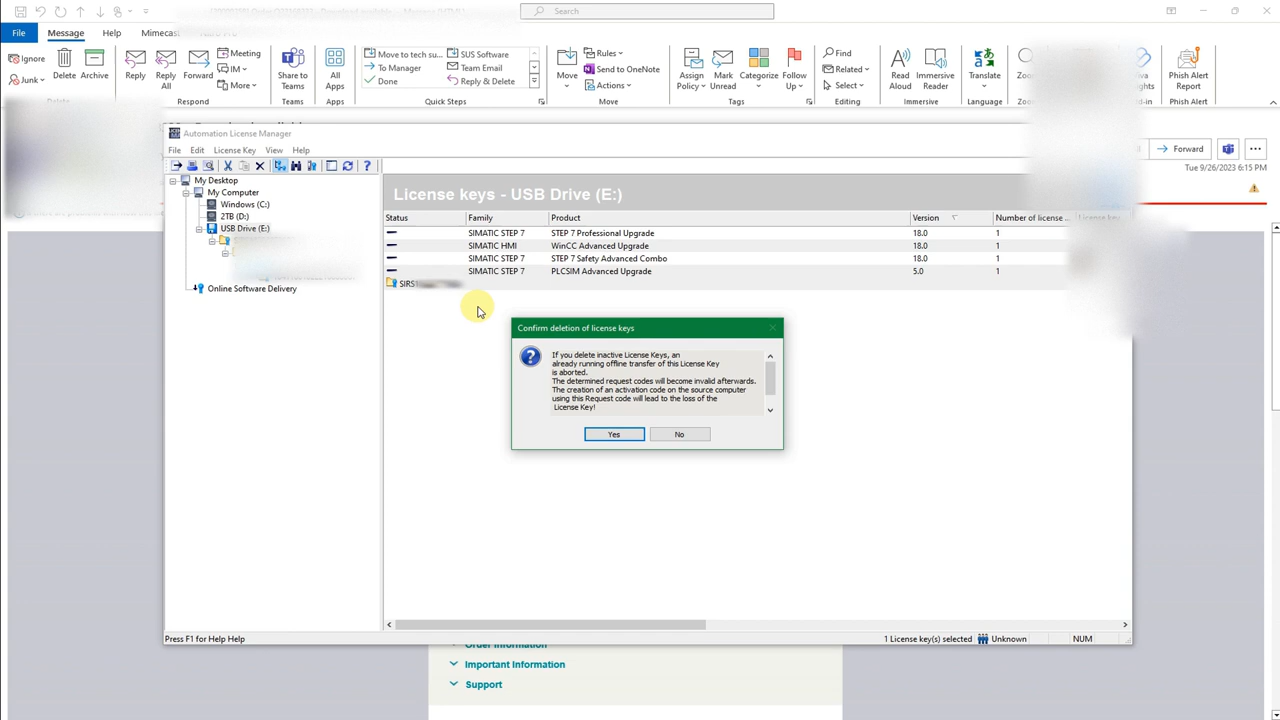 Search
File Message Help Mimecast
Ignore
Junk
Delete
Archive
Reply
Reply All
Forward
Meeting
IM
More
Share to Teams
All Apps
Move to tech su...
To Manager
Done
SUS Software
Team Email
Reply & Delete
Move
Rules
Send to OneNote
Actions
Assign Policy
Mark Unread
Categorize
Follow Up
Find
Related
Select
Read Aloud
Immersive Reader
Translate
Phish Alert Report
Delete Respond Teams Apps Quick Steps Move Tags Editing Immersive Language Phish Alert
Forward
Tue 9/26/2023 6:15 PM
Automation License Manager
File Edit License Key View Help
My Desktop
My Computer
Windows (C:)
2TB (D:)
USB Drive (E:)
Online Software Delivery
License keys - USB Drive (E:)
Status Family Product Version Number of license ... License key
SIMATIC STEP 7 STEP 7 Professional Upgrade 18.0 1
SIMATIC HMI WinCC Advanced Upgrade 18.0 1
SIMATIC STEP 7 STEP 7 Safety Advanced Combo 18.0 1
SIMATIC STEP 7 PLCSIM Advanced Upgrade 5.0 1
Confirm deletion of license keys
If you delete inactive License Keys, an
already running offline transfer of this License Key
is aborted.
The determined request codes will become invalid afterwards.
The creation of an activation code on the source computer
using this Request code will lead to the loss of the
License Key!
Yes No
Press F1 for Help Help
1 License key(s) selected Unknown NUM
Order Information
Important Information
Support